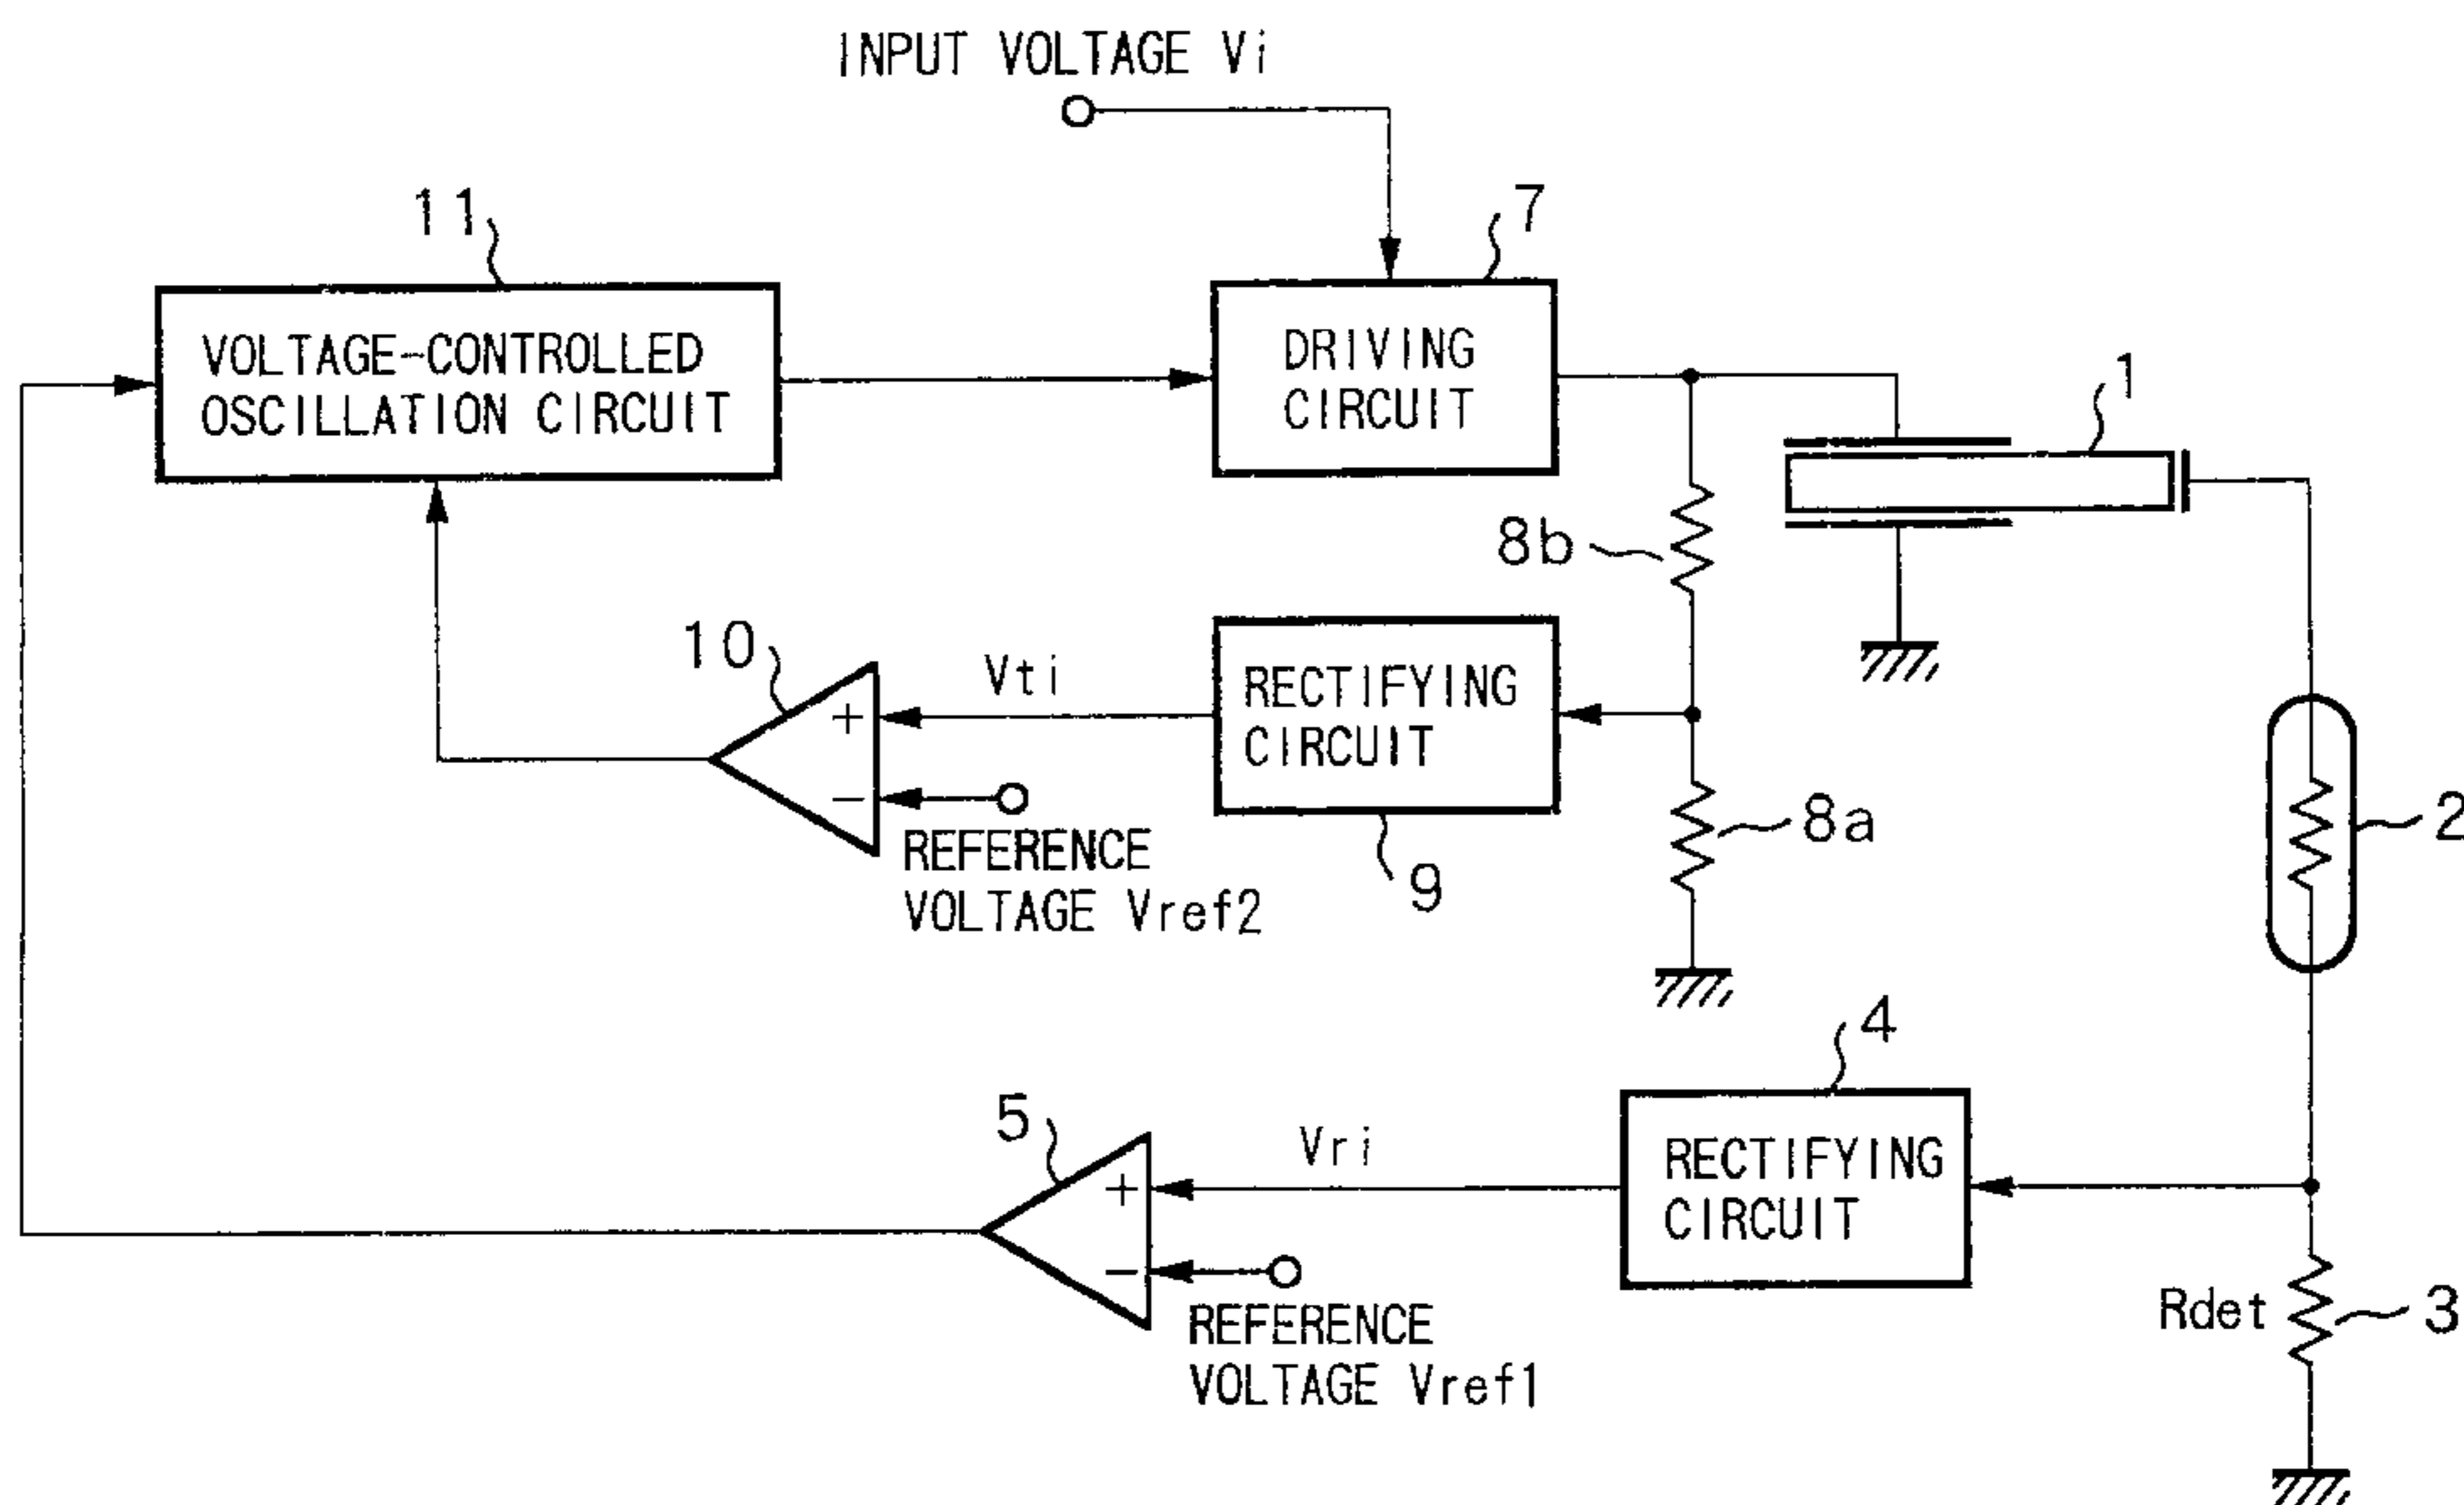 INPUT VOLTAGE Vi
11
7
VOLTAGE-CONTROLLED
OSCILLATION CIRCUIT
DRIVING
CIRCUIT
1
8b
10
Vti
RECTIFYING
CIRCUIT
+
−
REFERENCE
VOLTAGE Vref2
9
8a
2
4
5
Vri
RECTIFYING
CIRCUIT
+
−
REFERENCE
VOLTAGE Vref1
Rdet
3